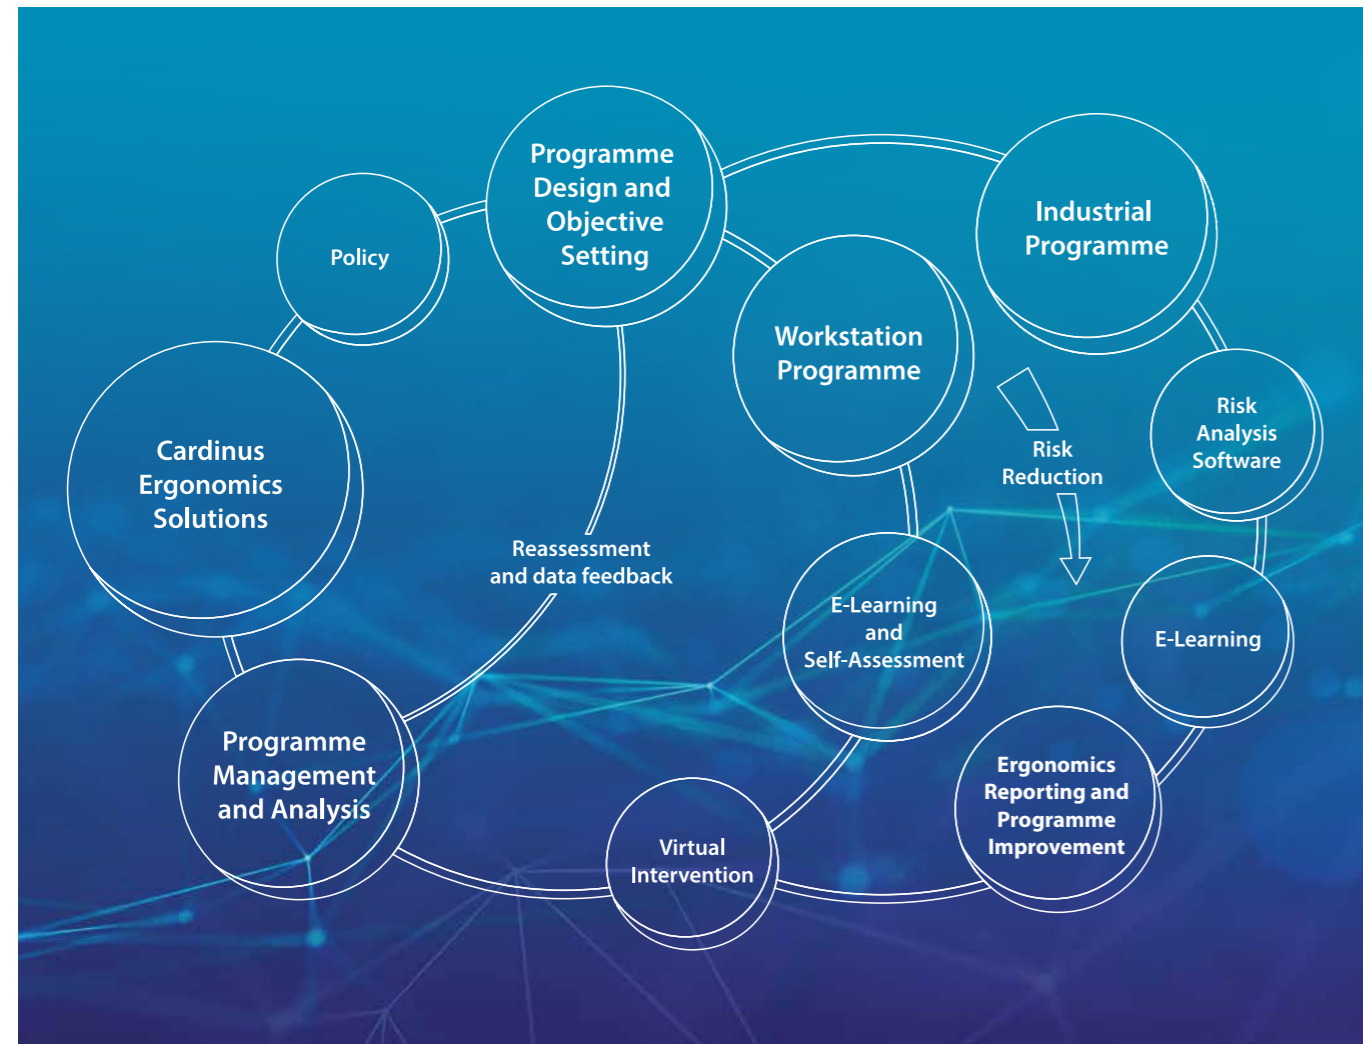 Programme
Design and
Objective
Setting
Industrial
Programme
Policy
Workstation
Programme
Cardinus
Ergonomics
Solutions
Risk
Analysis
Software
Risk
Reduction
Reassessment
and data feedback
E-Learning
and
Self-Assessment
E-Learning
Programme
Management
and Analysis
Ergonomics
Reporting and
Programme
Improvement
Virtual
Intervention